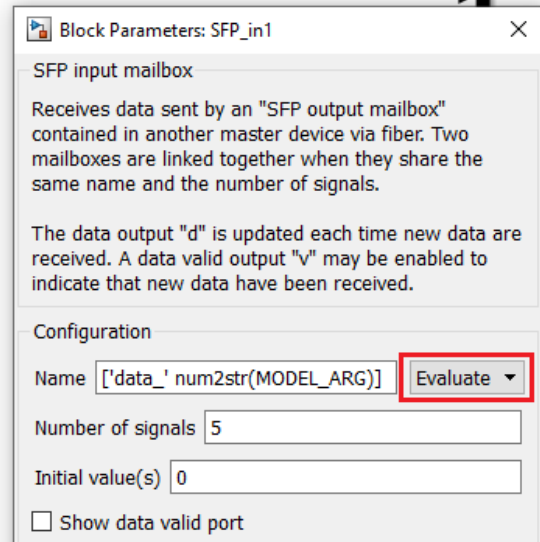 Block Parameters: SFP_in1
SFP input mailbox
Receives data sent by an "SFP output mailbox"
contained in another master device via fiber. Two
mailboxes are linked together when they share the
same name and the number of signals.
The data output "d" is updated each time new data are
received. A data valid output "v" may be enabled to
indicate that new data have been received.
Configuration
Name ['data_' num2str(MODEL_ARG)] Evaluate
Number of signals 5
Initial value(s) 0
Show data valid port